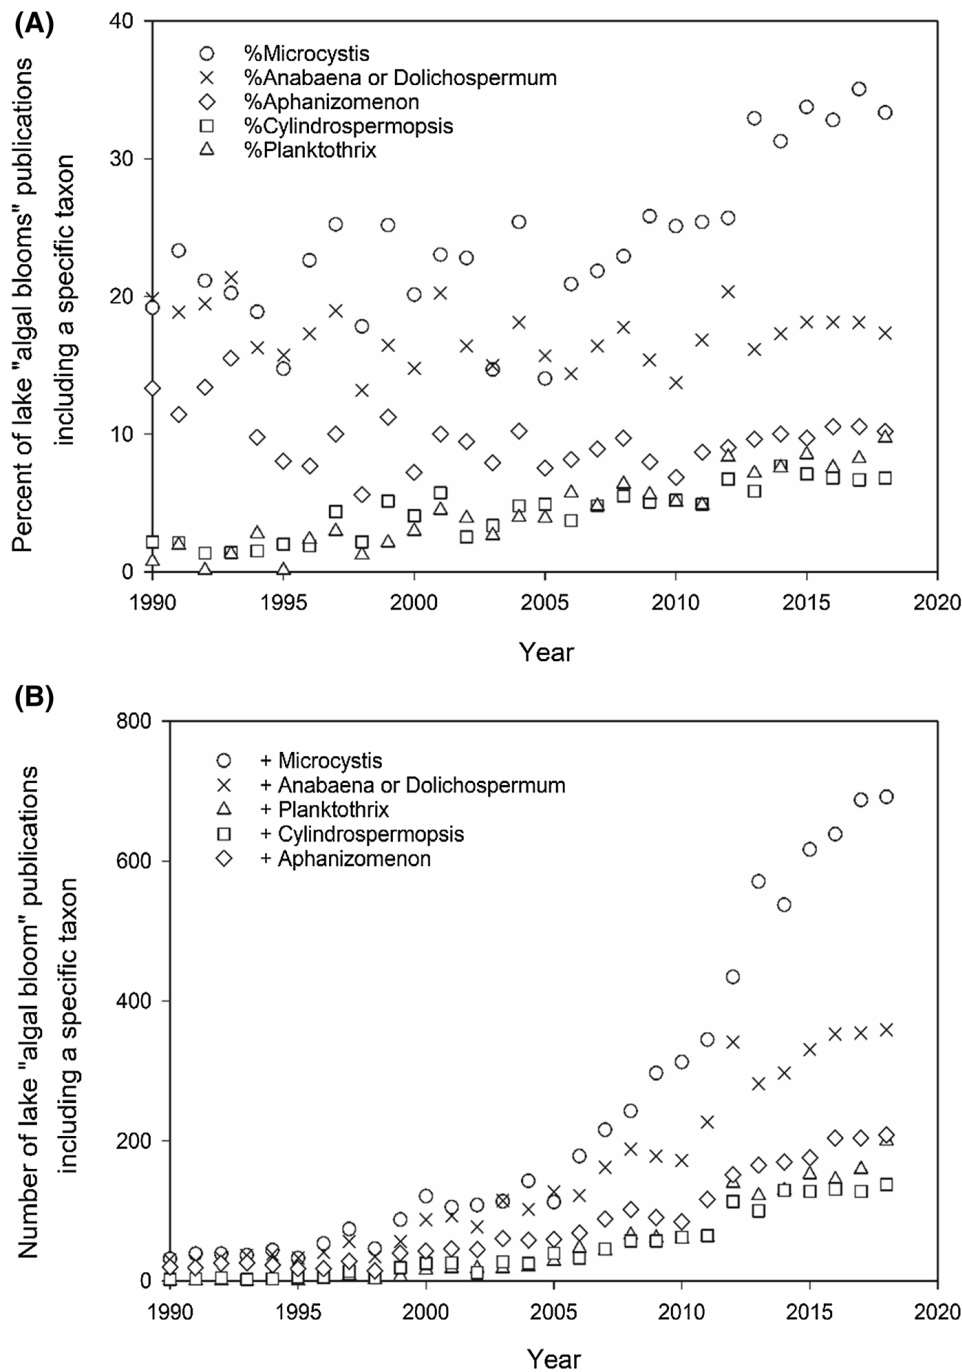 (A)
Percent of lake "algal blooms" publications
including a specific taxon
40
30
20
10
0
%Microcystis
%Anabaena or Dolichospermum
%Aphanizomenon
%Cylindrospermopsis
%Planktothrix
1990 1995 2000 2005 2010 2015 2020
Year
(B)
Number of lake "algal bloom" publications
including a specific taxon
800
600
400
200
0
+ Microcystis
+ Anabaena or Dolichospermum
+ Planktothrix
+ Cylindrospermopsis
+ Aphanizomenon
1990 1995 2000 2005 2010 2015 2020
Year